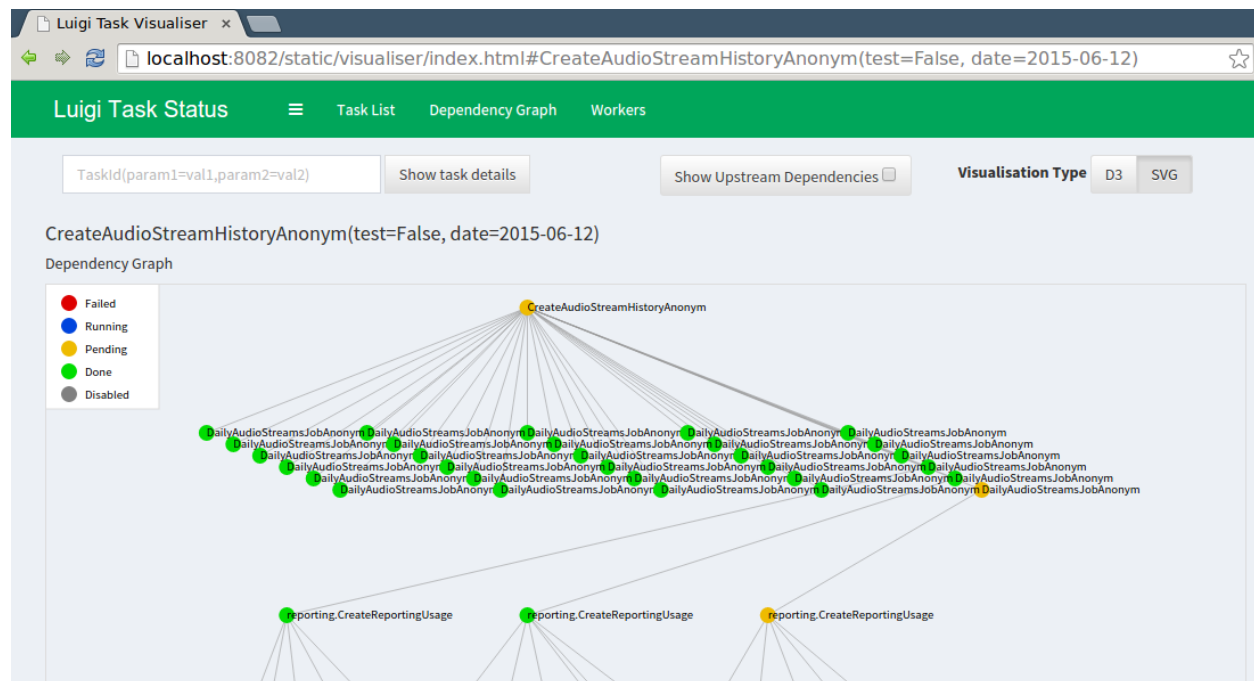 Luigi Task Visualiser ×
localhost:8082/static/visualiser/index.html#CreateAudioStreamHistoryAnonym(test=False, date=2015-06-12)
Luigi Task Status ≡ Task List Dependency Graph Workers
TaskId(param1=val1,param2=val2) Show task details Show Upstream Dependencies Visualisation Type D3 SVG
CreateAudioStreamHistoryAnonym(test=False, date=2015-06-12)
Dependency Graph
Failed
Running
Pending
Done
Disabled
CreateAudioStreamHistoryAnonym
DailyAudioStreamsJobAnonym DailyAudioStreamsJobAnonym DailyAudioStreamsJobAnonym DailyAudioStreamsJobAnonym DailyAudioStreamsJobAnonym
DailyAudioStreamsJobAnonym DailyAudioStreamsJobAnonym DailyAudioStreamsJobAnonym DailyAudioStreamsJobAnonym DailyAudioStreamsJobAnonym
DailyAudioStreamsJobAnonym DailyAudioStreamsJobAnonym DailyAudioStreamsJobAnonym DailyAudioStreamsJobAnonym DailyAudioStreamsJobAnonym
DailyAudioStreamsJobAnonym DailyAudioStreamsJobAnonym DailyAudioStreamsJobAnonym DailyAudioStreamsJobAnonym DailyAudioStreamsJobAnonym
DailyAudioStreamsJobAnonym DailyAudioStreamsJobAnonym DailyAudioStreamsJobAnonym DailyAudioStreamsJobAnonym DailyAudioStreamsJobAnonym
DailyAudioStreamsJobAnonym DailyAudioStreamsJobAnonym DailyAudioStreamsJobAnonym DailyAudioStreamsJobAnonym DailyAudioStreamsJobAnonym
reporting.CreateReportingUsage reporting.CreateReportingUsage reporting.CreateReportingUsage